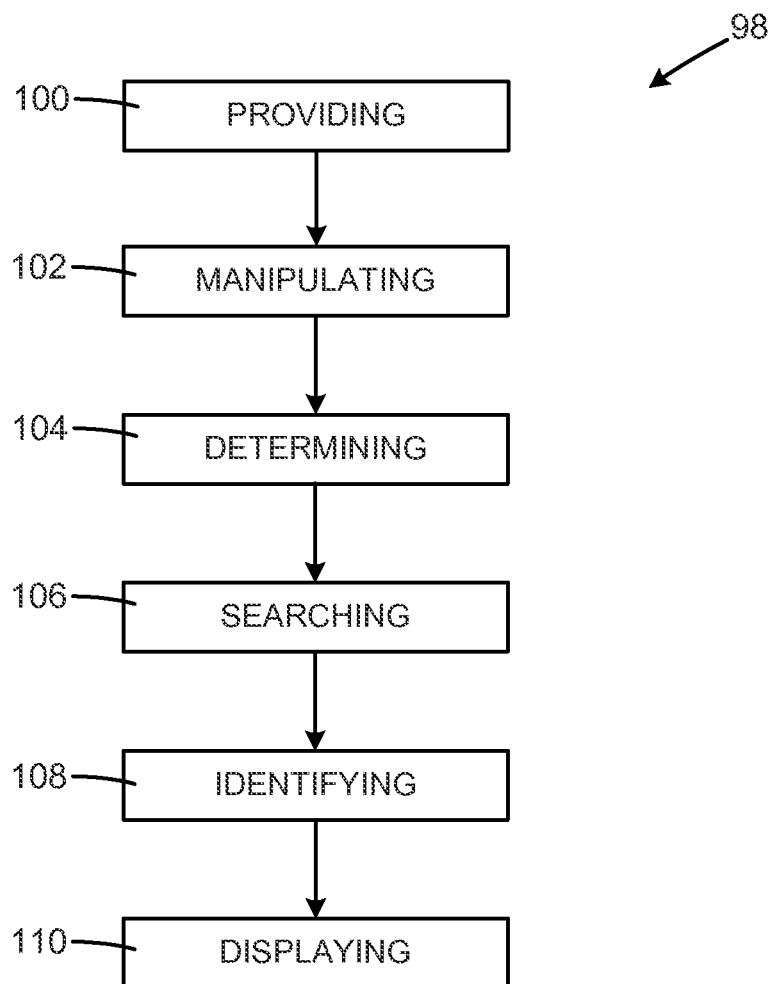 98
100 PROVIDING
102 MANIPULATING
104 DETERMINING
106 SEARCHING
108 IDENTIFYING
110 DISPLAYING